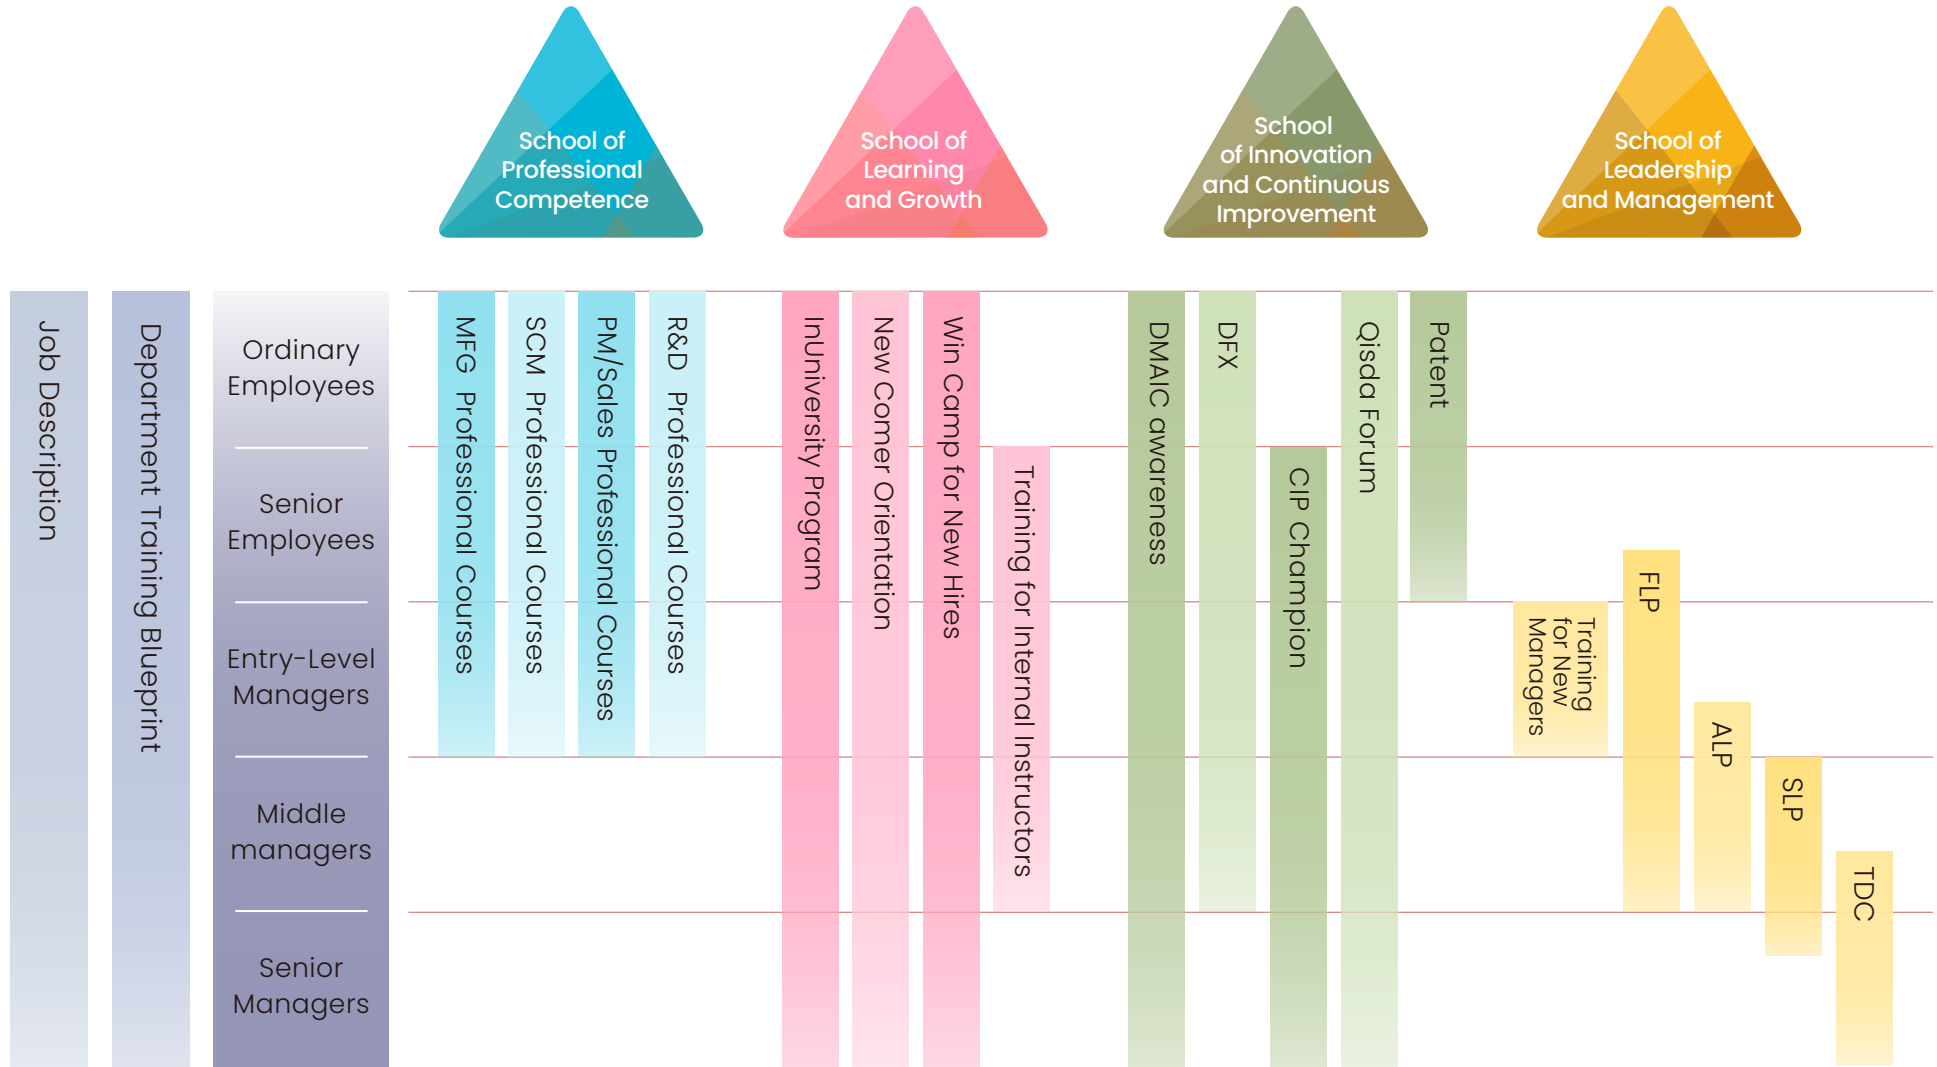 School of
Professional
Competence
School of
Learning
and Growth
School
of Innovation
and Continuous
Improvement
School of
Leadership
and Management
Job Description
Department Training Blueprint
Ordinary
Employees
Senior
Employees
Entry-Level
Managers
Middle
managers
Senior
Managers
MFG Professional Courses
SCM Professional Courses
PM/Sales Professional Courses
R&D Professional Courses
InUniversity Program
New Comer Orientation
Win Camp for New Hires
Training for Internal Instructors
DMAIC awareness
DFX
CIP Champion
Qisda Forum
Patent
Training
for New
Managers
FLP
ALP
SLP
TDC